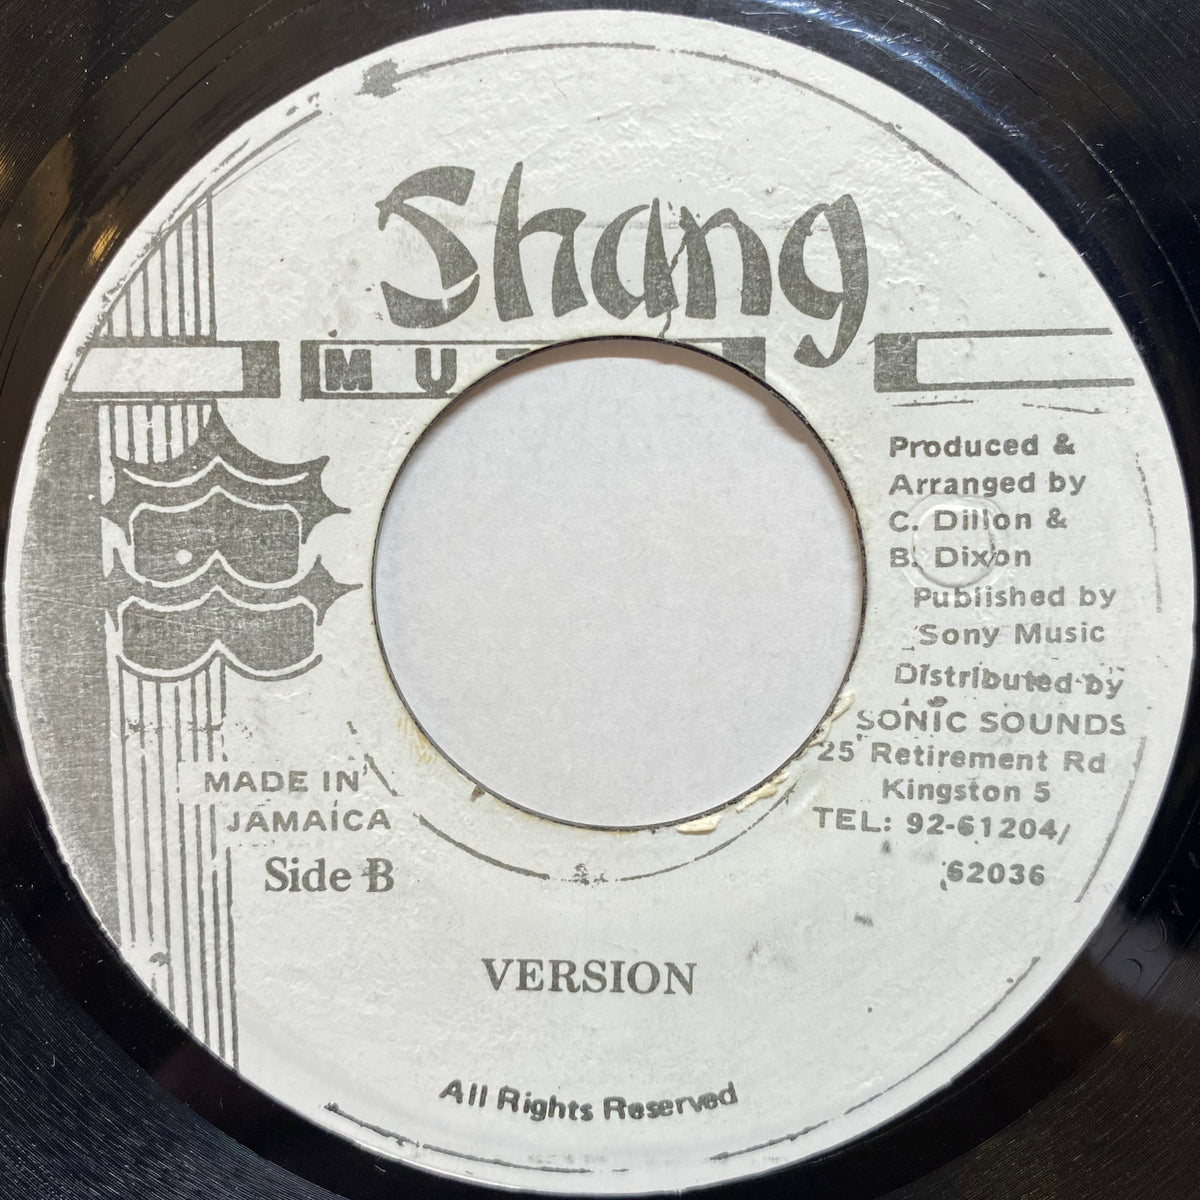 Shang
Produced &
Arranged by
C. Dillon &
B. Dixon
Published by
Sony Music
Distributed by
SONIC SOUNDS
25 Retirement Rd
Kingston 5
TEL: 92-61204/
62036
MADE IN
JAMAICA
Side B
VERSION
All Rights Reserved